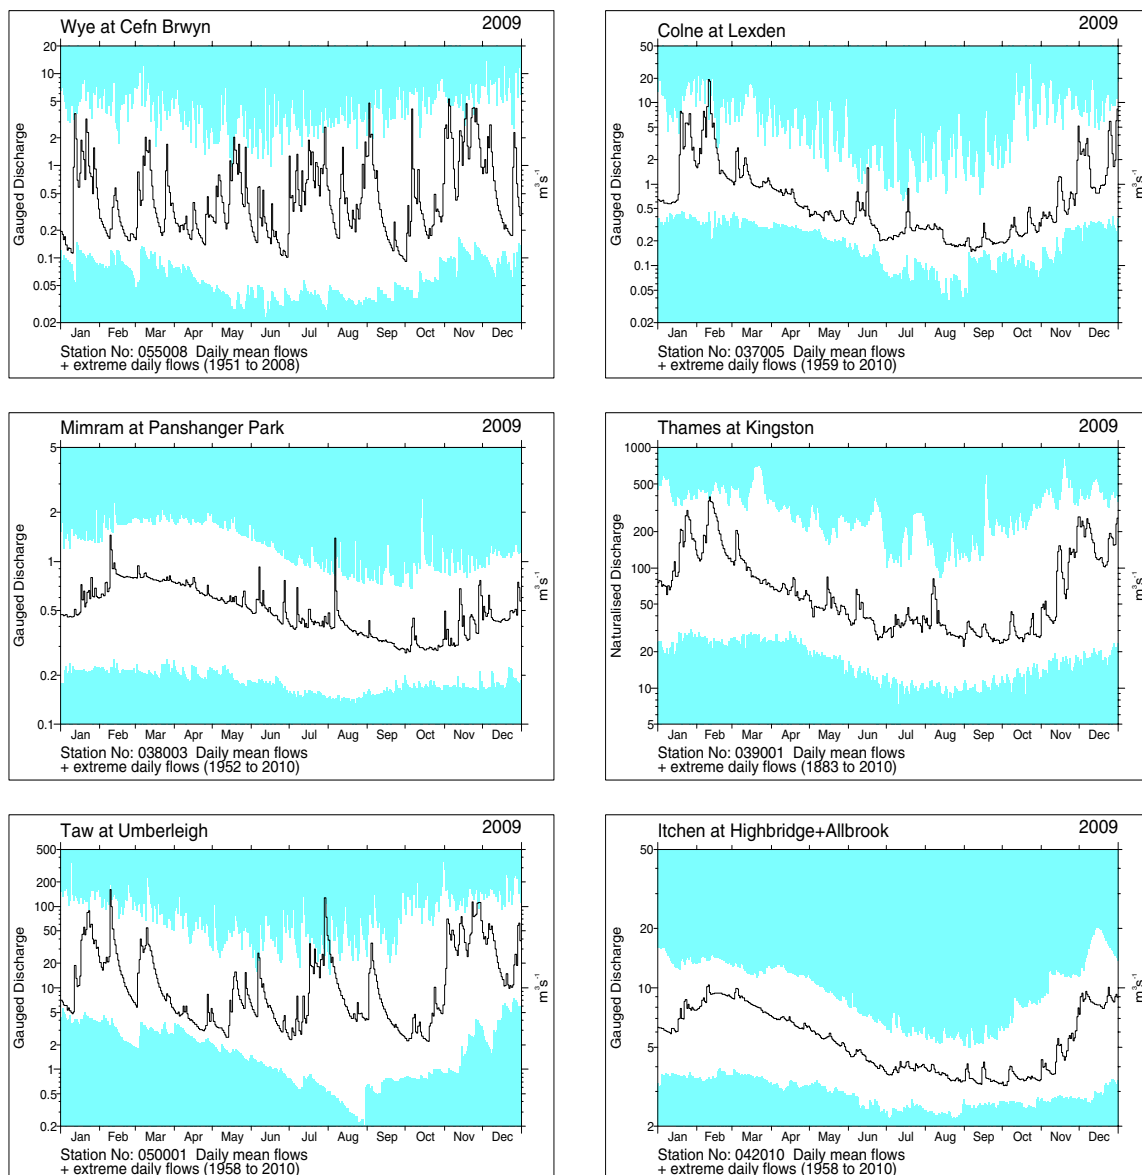 Wye at Cefn Brwyn 2009
20
10
5
2
1
0.5
0.2
0.1
0.05
0.02
Gauged Discharge
m³s⁻¹
Jan Feb Mar Apr May Jun Jul Aug Sep Oct Nov Dec
Station No: 055008 Daily mean flows
+ extreme daily flows (1951 to 2008)
Colne at Lexden 2009
50
20
10
5
2
1
0.5
0.2
0.1
0.05
0.02
Gauged Discharge
m³s⁻¹
Jan Feb Mar Apr May Jun Jul Aug Sep Oct Nov Dec
Station No: 037005 Daily mean flows
+ extreme daily flows (1959 to 2010)
Mimram at Panshanger Park 2009
5
2
1
0.5
0.2
0.1
Gauged Discharge
m³s⁻¹
Jan Feb Mar Apr May Jun Jul Aug Sep Oct Nov Dec
Station No: 038003 Daily mean flows
+ extreme daily flows (1952 to 2010)
Thames at Kingston 2009
1000
500
200
100
50
20
10
5
Naturalised Discharge
m³s⁻¹
Jan Feb Mar Apr May Jun Jul Aug Sep Oct Nov Dec
Station No: 039001 Daily mean flows
+ extreme daily flows (1883 to 2010)
Taw at Umberleigh 2009
500
200
100
50
20
10
5
2
1
0.5
0.2
Gauged Discharge
m³s⁻¹
Jan Feb Mar Apr May Jun Jul Aug Sep Oct Nov Dec
Station No: 050001 Daily mean flows
+ extreme daily flows (1958 to 2010)
Itchen at Highbridge+Allbrook 2009
50
20
10
5
2
Gauged Discharge
m³s⁻¹
Jan Feb Mar Apr May Jun Jul Aug Sep Oct Nov Dec
Station No: 042010 Daily mean flows
+ extreme daily flows (1958 to 2010)